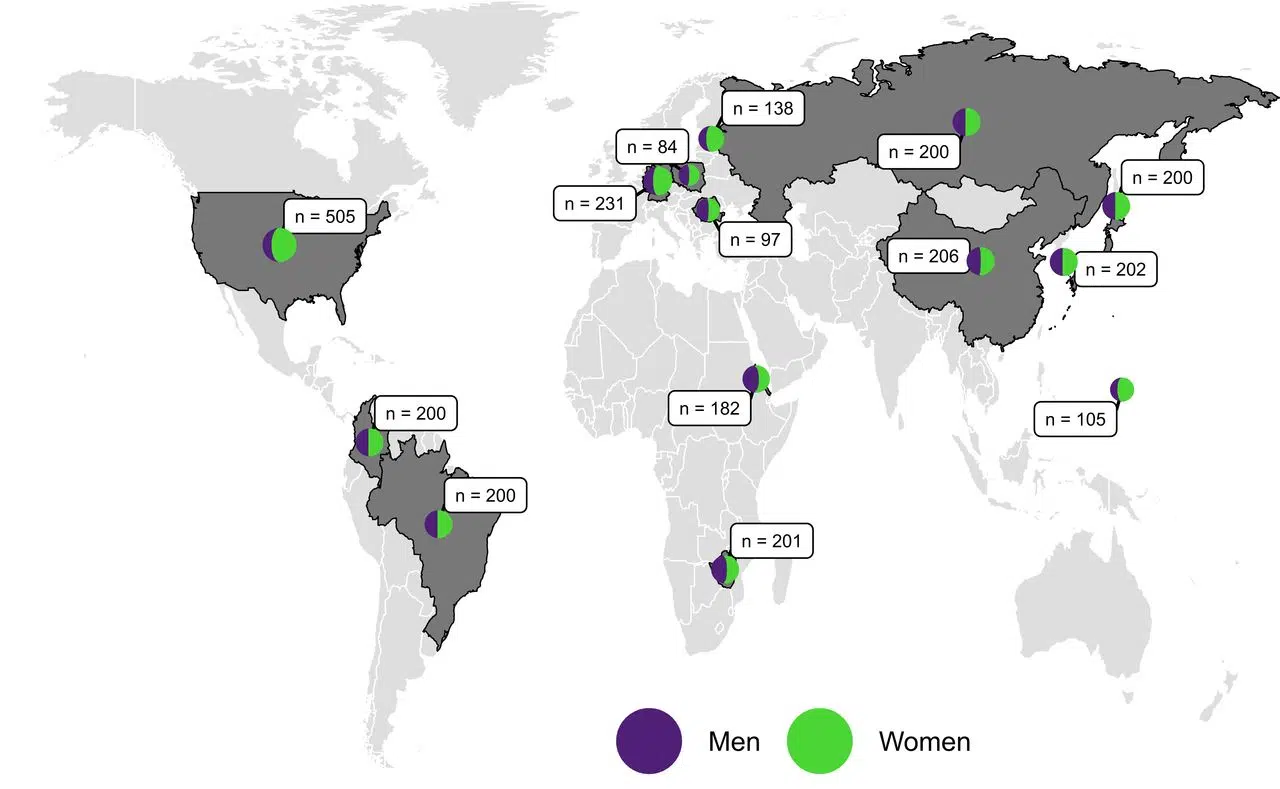 n = 138
n = 84
n = 200
n = 200
n = 231
n = 505
n = 97
n = 206
n = 202
n = 182
n = 105
n = 200
n = 200
n = 201
Men
Women